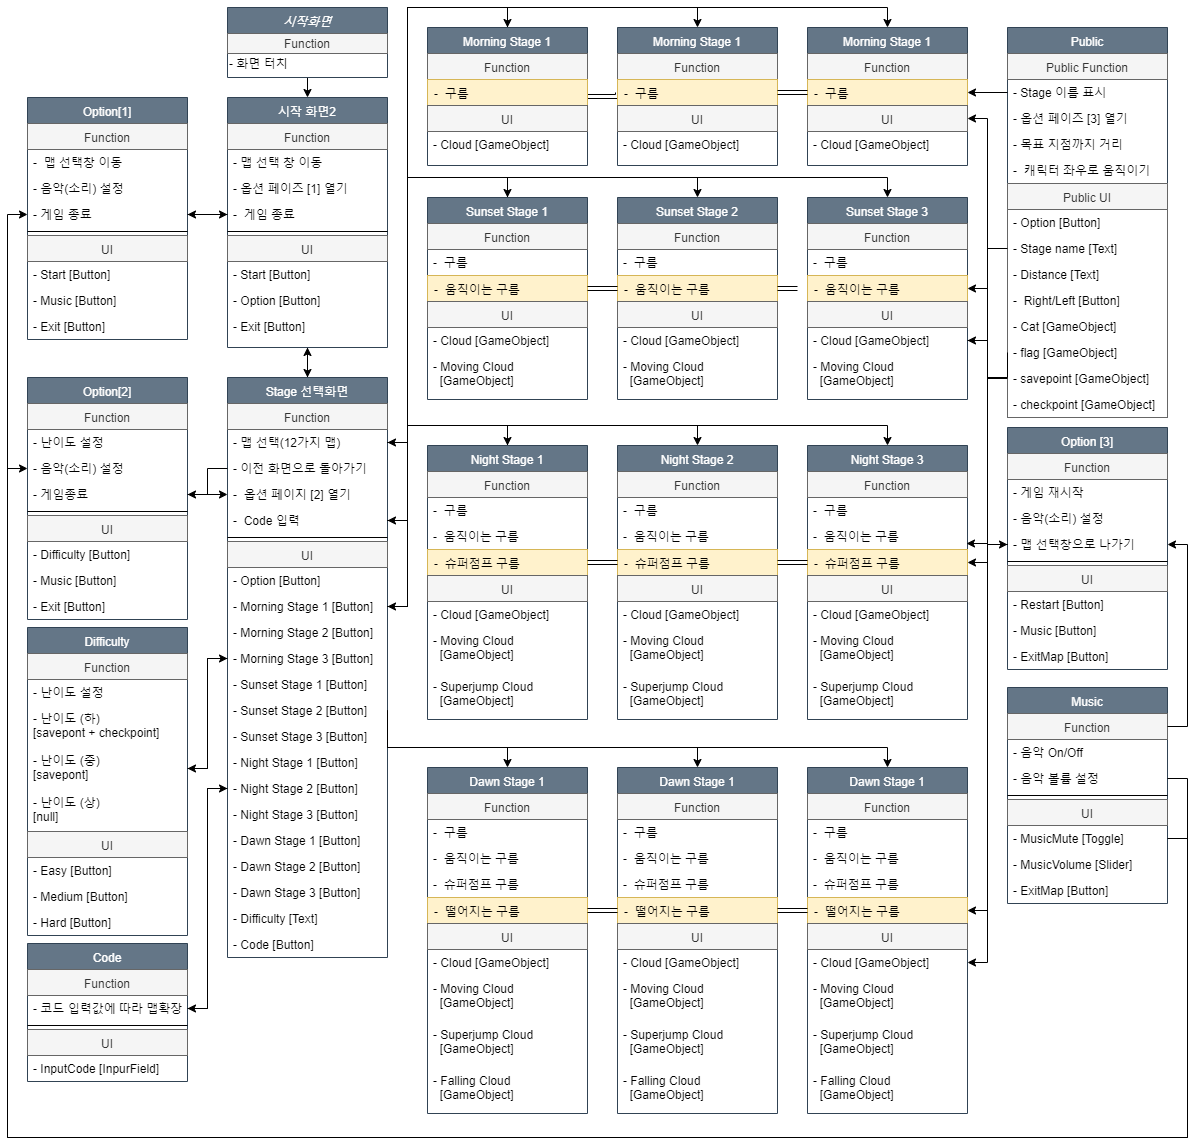 시작화면
Function
- 화면 터치
Option[1]
Function
-  맵 선택창 이동
- 음악(소리) 설정
- 게임 종료
UI
- Start [Button]
- Music [Button]
- Exit [Button]
시작 화면2
Function
- 맵 선택 창 이동
- 옵션 페이즈 [1] 열기
-  게임 종료
UI
- Start [Button]
- Option [Button]
- Exit [Button]
Option[2]
Function
- 난이도 설정
- 음악(소리) 설정
- 게임종료
UI
- Difficulty [Button]
- Music [Button]
- Exit [Button]
Stage 선택화면
Function
- 맵 선택(12가지 맵)
- 이전 화면으로 돌아가기
-  옵션 페이지 [2] 열기
-  Code 입력
UI
- Option [Button]
- Morning Stage 1 [Button]
- Morning Stage 2 [Button]
- Morning Stage 3 [Button]
- Sunset Stage 1 [Button]
- Sunset Stage 2 [Button]
- Sunset Stage 3 [Button]
- Night Stage 1 [Button]
- Night Stage 2 [Button]
- Night Stage 3 [Button]
- Dawn Stage 1 [Button]
- Dawn Stage 2 [Button]
- Dawn Stage 3 [Button]
- Difficulty [Text]
- Code [Button]
Difficulty
Function
- 난이도 설정
- 난이도 (하)
[savepont + checkpoint]
- 난이도 (중)
[savepont]
- 난이도 (상)
[null]
UI
- Easy [Button]
- Medium [Button]
- Hard [Button]
Code
Function
- 코드 입력값에 따라 맵확장
UI
- InputCode [InpurField]
Morning Stage 1
Function
-  구름
UI
- Cloud [GameObject]
Morning Stage 1
Function
-  구름
UI
- Cloud [GameObject]
Morning Stage 1
Function
-  구름
UI
- Cloud [GameObject]
Sunset Stage 1
Function
-  구름
-  움직이는 구름
UI
- Cloud [GameObject]
- Moving Cloud
[GameObject]
Sunset Stage 2
Function
-  구름
-  움직이는 구름
UI
- Cloud [GameObject]
- Moving Cloud
[GameObject]
Sunset Stage 3
Function
-  구름
-  움직이는 구름
UI
- Cloud [GameObject]
- Moving Cloud
[GameObject]
Night Stage 1
Function
-  구름
-  움직이는 구름
-  슈퍼점프 구름
UI
- Cloud [GameObject]
- Moving Cloud
[GameObject]
- Superjump Cloud
[GameObject]
Night Stage 2
Function
-  구름
-  움직이는 구름
-  슈퍼점프 구름
UI
- Cloud [GameObject]
- Moving Cloud
[GameObject]
- Superjump Cloud
[GameObject]
Night Stage 3
Function
-  구름
-  움직이는 구름
-  슈퍼점프 구름
UI
- Cloud [GameObject]
- Moving Cloud
[GameObject]
- Superjump Cloud
[GameObject]
Dawn Stage 1
Function
-  구름
-  움직이는 구름
-  슈퍼점프 구름
-  떨어지는 구름
UI
- Cloud [GameObject]
- Moving Cloud
[GameObject]
- Superjump Cloud
[GameObject]
- Falling Cloud
[GameObject]
Dawn Stage 1
Function
-  구름
-  움직이는 구름
-  슈퍼점프 구름
-  떨어지는 구름
UI
- Cloud [GameObject]
- Moving Cloud
[GameObject]
- Superjump Cloud
[GameObject]
- Falling Cloud
[GameObject]
Dawn Stage 1
Function
-  구름
-  움직이는 구름
-  슈퍼점프 구름
-  떨어지는 구름
UI
- Cloud [GameObject]
- Moving Cloud
[GameObject]
- Superjump Cloud
[GameObject]
- Falling Cloud
[GameObject]
Public
Public Function
- Stage 이름 표시
- 옵션 페이즈 [3] 열기
- 목표 지점까지 거리
-  캐릭터 좌우로 움직이기
Public UI
- Option [Button]
- Stage name [Text]
- Distance [Text]
-  Right/Left [Button]
- Cat [GameObject]
- flag [GameObject]
- savepoint [GameObject]
- checkpoint [GameObject]
Option [3]
Function
- 게임 재시작
- 음악(소리) 설정
- 맵 선택창으로 나가기
UI
- Restart [Button]
- Music [Button]
- ExitMap [Button]
Music
Function
- 음악 On/Off
- 음악 볼륨 설정
UI
- MusicMute [Toggle]
- MusicVolume [Slider]
- ExitMap [Button]